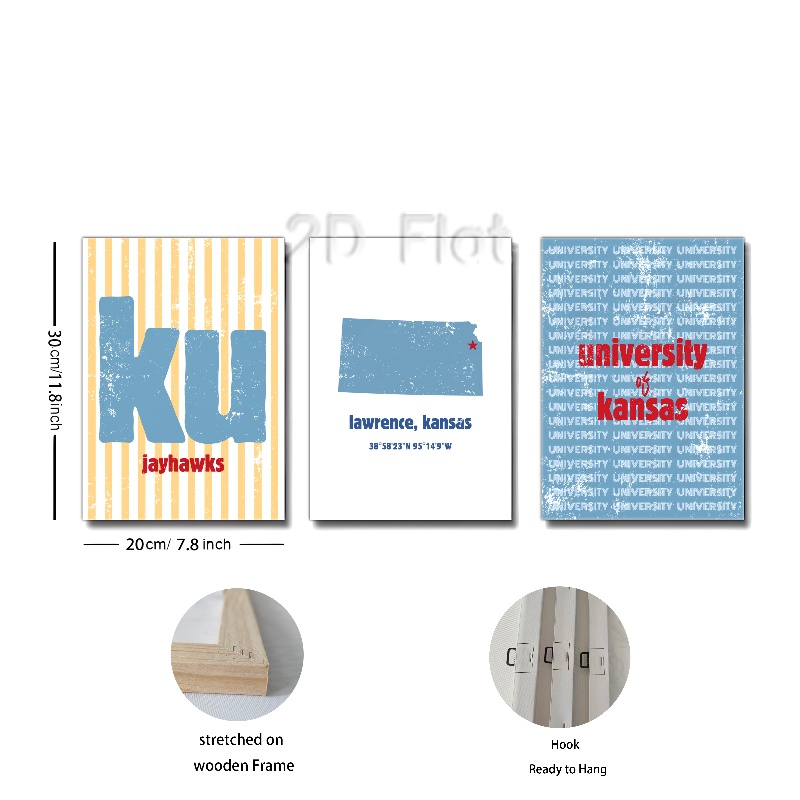 2D Flat
30cm/11.8inch
ku
jayhawks
20cm/ 7.8 inch
lawrence, kansas
38°58'23"N 95°14'9"W
UNIVERSITY UNIVERSITY UNIVERSITY
UNIVERSITY UNIVERSITY UNIVERSITY
UNIVERSITY UNIVERSITY UNIVERSITY
UNIVERSITY UNIVERSITY UNIVERSITY
UNIVERSITY UNIVERSITY UNIVERSITY
UNIVERSITY UNIVERSITY UNIVERSITY
university
of
kansas
UNIVERSITY UNIVERSITY UNIVERSITY
UNIVERSITY UNIVERSITY UNIVERSITY
UNIVERSITY UNIVERSITY UNIVERSITY
UNIVERSITY UNIVERSITY UNIVERSITY
UNIVERSITY UNIVERSITY UNIVERSITY
stretched on
wooden Frame
Hook
Ready to Hang